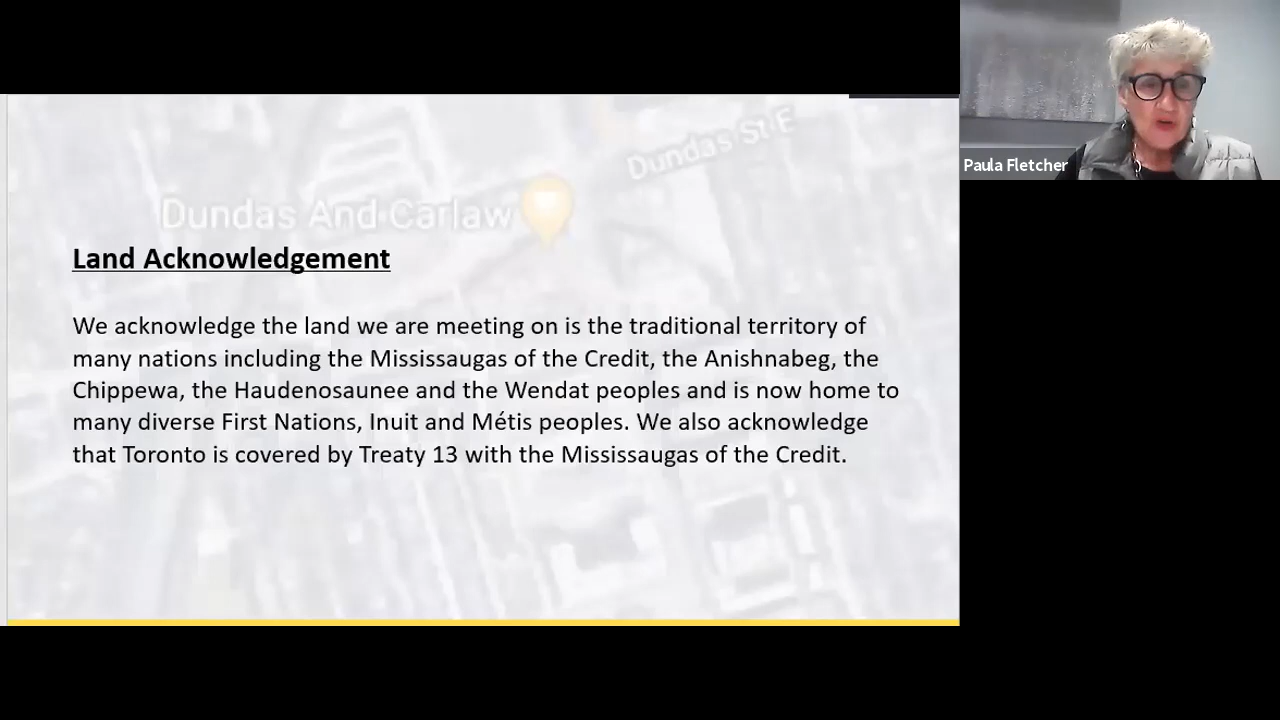 Dundas St E
Dundas And Carlaw
Land Acknowledgement
We acknowledge the land we are meeting on is the traditional territory of
many nations including the Mississaugas of the Credit, the Anishnabeg, the
Chippewa, the Haudenosaunee and the Wendat peoples and is now home to
many diverse First Nations, Inuit and Métis peoples. We also acknowledge
that Toronto is covered by Treaty 13 with the Mississaugas of the Credit.
Paula Fletcher